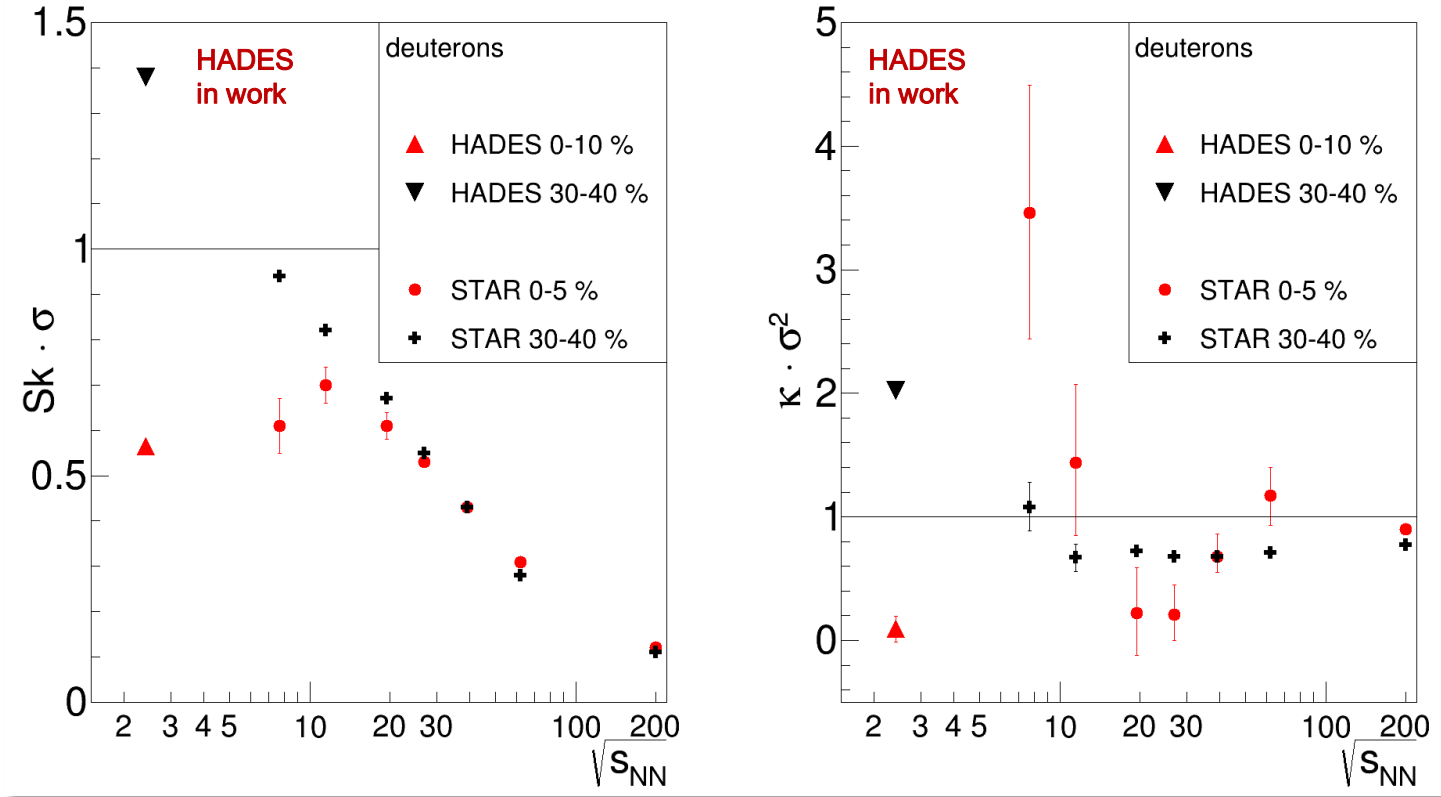 1.5
1
0.5
0
Sk · σ
HADES
in work
deuterons
HADES 0-10 %
HADES 30-40 %
STAR 0-5 %
STAR 30-40 %
2 3 4 5 10 20 30 100 200
√sNN
5
4
3
2
1
0
κ · σ²
HADES
in work
deuterons
HADES 0-10 %
HADES 30-40 %
STAR 0-5 %
STAR 30-40 %
2 3 4 5 10 20 30 100 200
√sNN